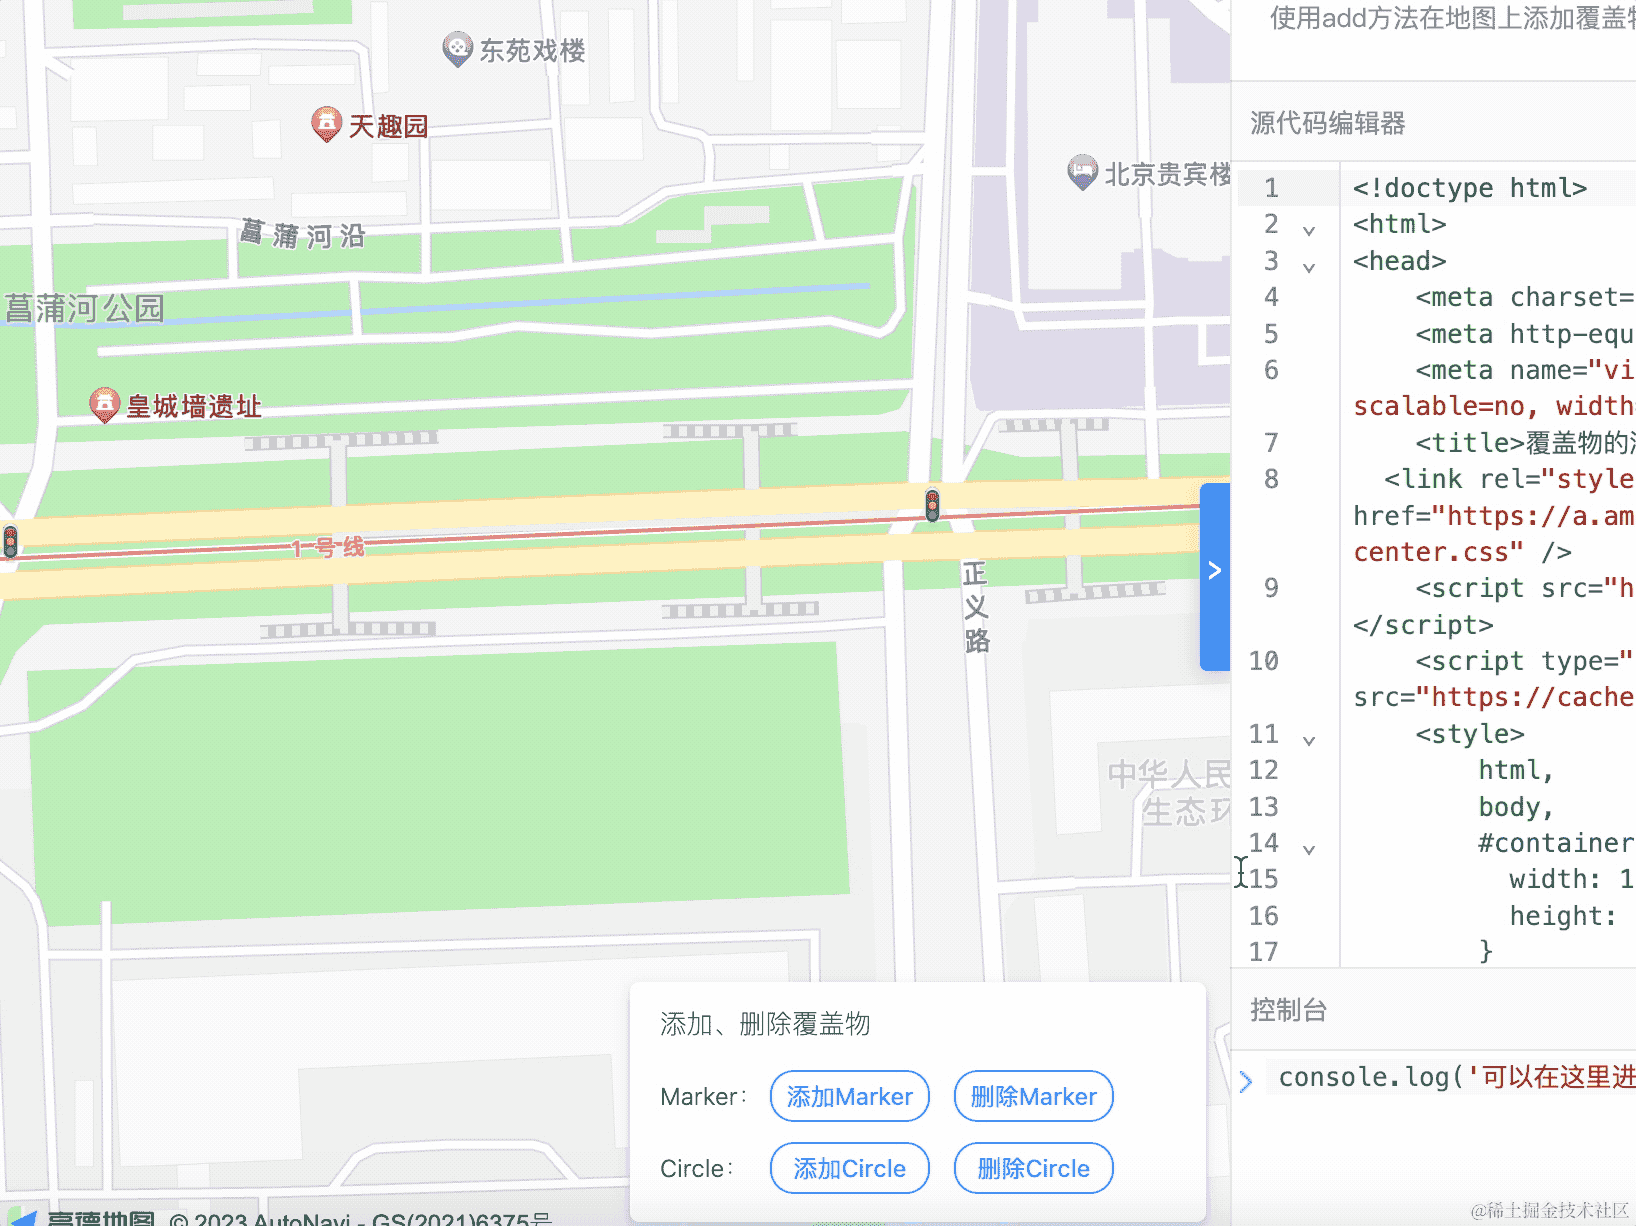 东苑戏楼
天趣园
北京贵宾楼
菖蒲河沿
菖蒲河公园
皇城墙遗址
1号线
正义路
中华人民
生态环
添加、删除覆盖物
Marker: 添加Marker 删除Marker
Circle: 添加Circle 删除Circle
高德地图 © 2023 AutoNavi - GS(2021)6375号
使用add方法在地图上添加覆盖物
源代码编辑器
1 <!doctype html>
2 <html>
3 <head>
4 <meta charset=
5 <meta http-equ
6 <meta name="vi
scalable=no, width=
7 <title>覆盖物的添
8 <link rel="style
href="https://a.am
center.css" />
9 <script src="h
</script>
10 <script type="
src="https://cache
11 <style>
12 html,
13 body,
14 #container
15 width: 1
16 height:
17 }
控制台
> console.log('可以在这里进
@稀土掘金技术社区